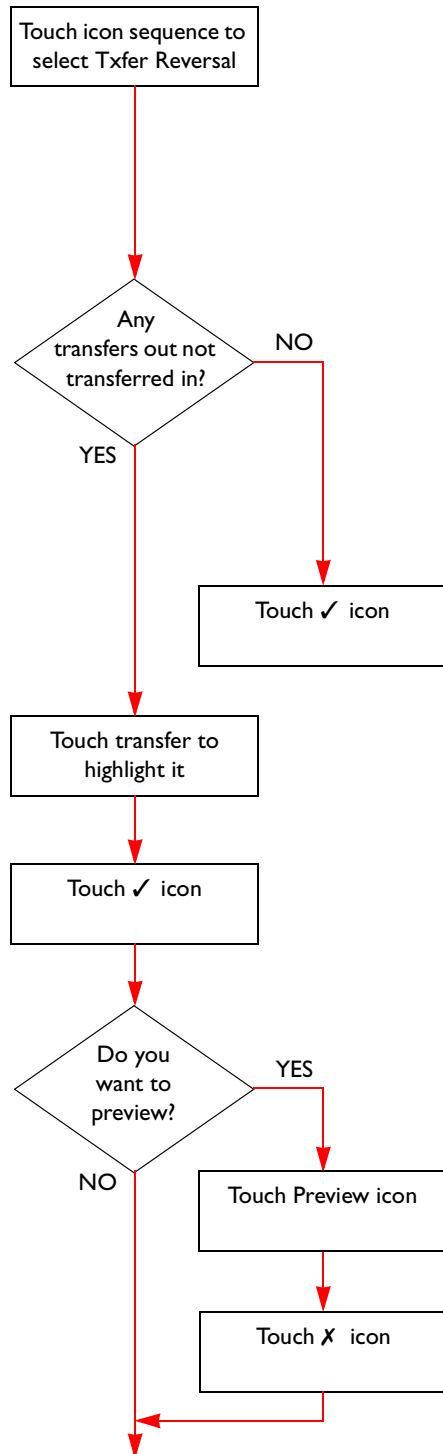 Touch icon sequence to
select Txfer Reversal
Any
transfers out not
transferred in?
NO
YES
Touch ✓ icon
Touch transfer to
highlight it
Touch ✓ icon
Do you
want to
preview?
YES
NO
Touch Preview icon
Touch ✗ icon